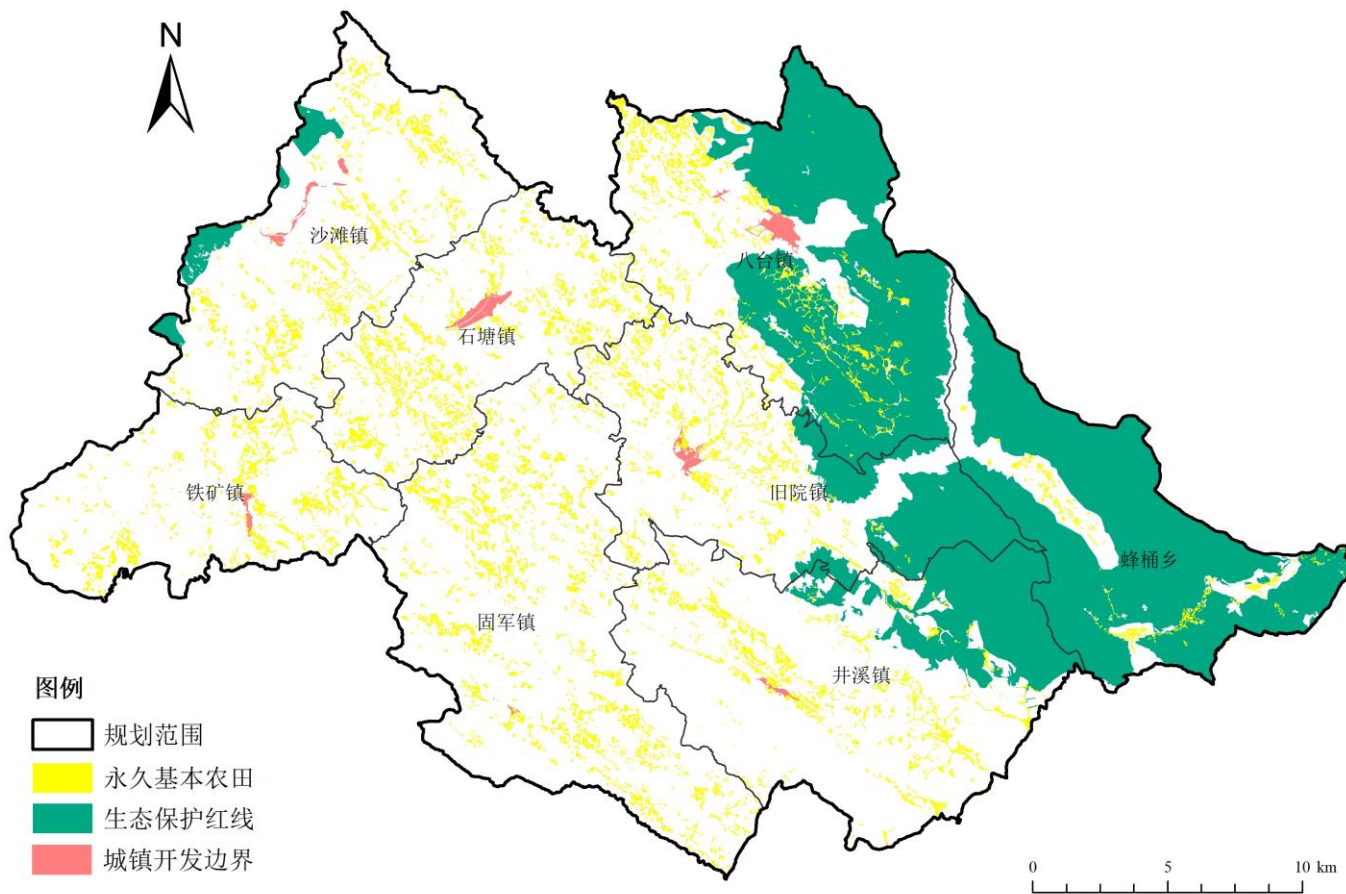 N
沙滩镇
八台镇
石塘镇
铁矿镇
旧院镇
蜂桶乡
固军镇
井溪镇
图例
规划范围
永久基本农田
生态保护红线
城镇开发边界
0 5 10 km